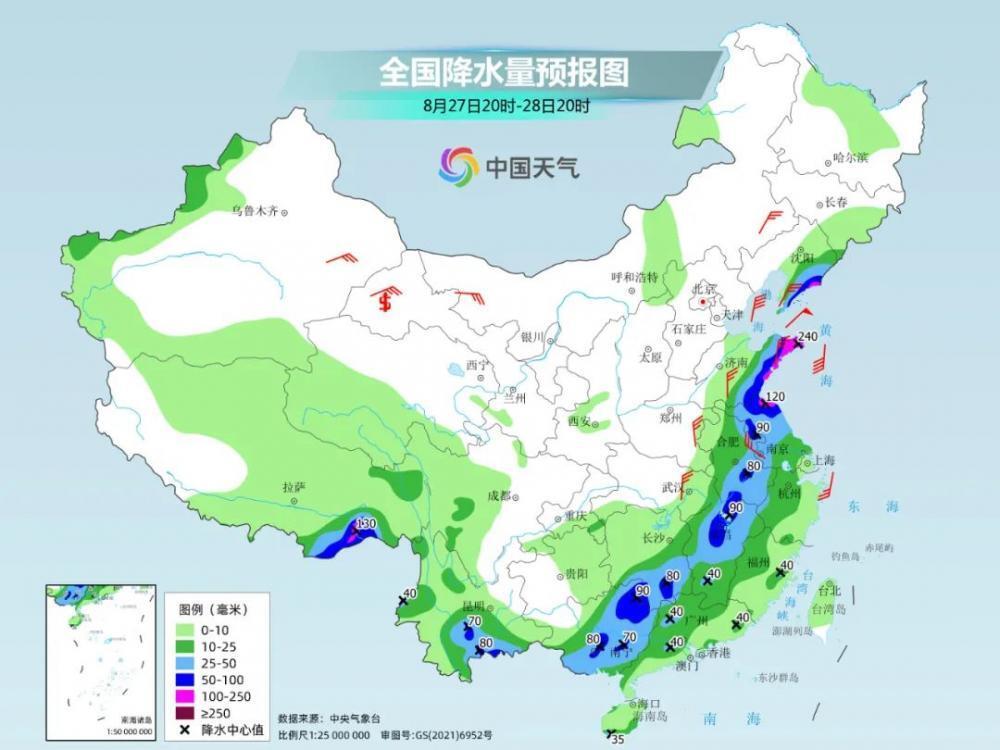 全国降水量预报图
8月27日20时-28日20时
中国天气
哈尔滨
长春
乌鲁木齐
沈阳
呼和浩特
北京
渤
天津
海
黄
银川
石家庄
240
太原
济南
西宁
海
兰州
120
西安
郑州
90
合肥
南京
上海
80
拉萨
成都
武汉
杭州
130
重庆
90
东 海
长沙
钓鱼岛
赤尾屿
贵阳
80
40
福州
40
台
湾
海
峡
台北
40
90
台湾岛
昆明
40
广州
40
澎湖列岛
70
80
80
70
南宁
40
香港
澳门
东沙群岛
海口
海南岛
南 海
35
图例（毫米）
0-10
10-25
25-50
50-100
100-250
≥250
降水中心值
南海诸岛
1:50 000 000
数据来源：中央气象台
比例尺1:25 000 000 审图号:GS(2021)6952号